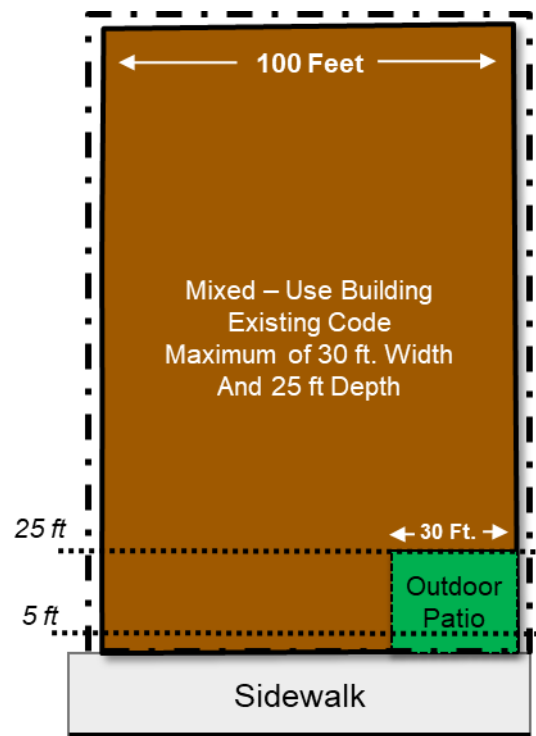 100 Feet
Mixed – Use Building
Existing Code
Maximum of 30 ft. Width
And 25 ft Depth
25 ft
30 Ft.
Outdoor
Patio
5 ft
Sidewalk